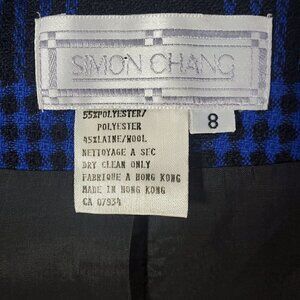 SIMON CHANG
8
55%POLYESTER/
POLYESTER
45%LAINE/WOOL
NETTOYAGE A SEC
DRY CLEAN ONLY
FABRIQUE A HONG KONG
MADE IN HONG KONG
CA 07934